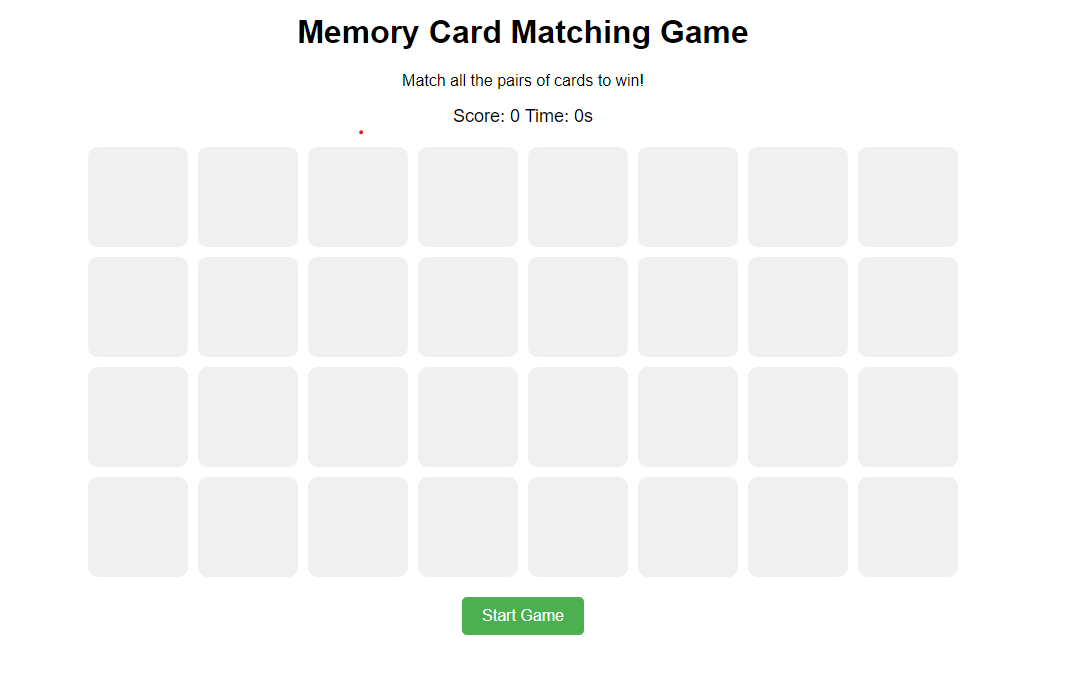 Memory Card Matching Game
Match all the pairs of cards to win!
Score: 0 Time: 0s
Start Game